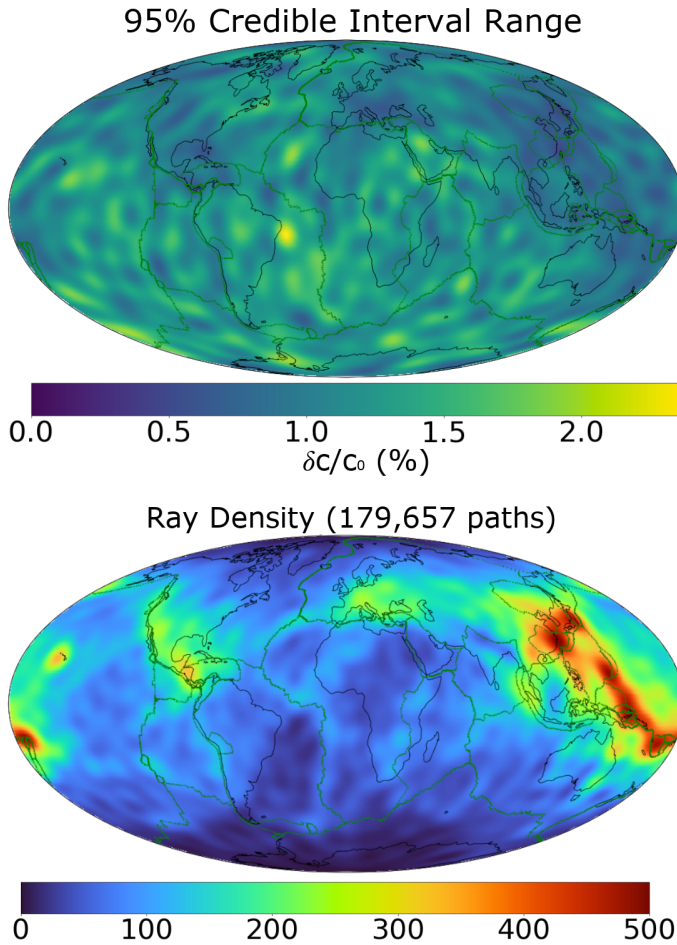 95% Credible Interval Range
0.0 0.5 1.0 1.5 2.0
δc/c₀ (%)
Ray Density (179,657 paths)
0 100 200 300 400 500